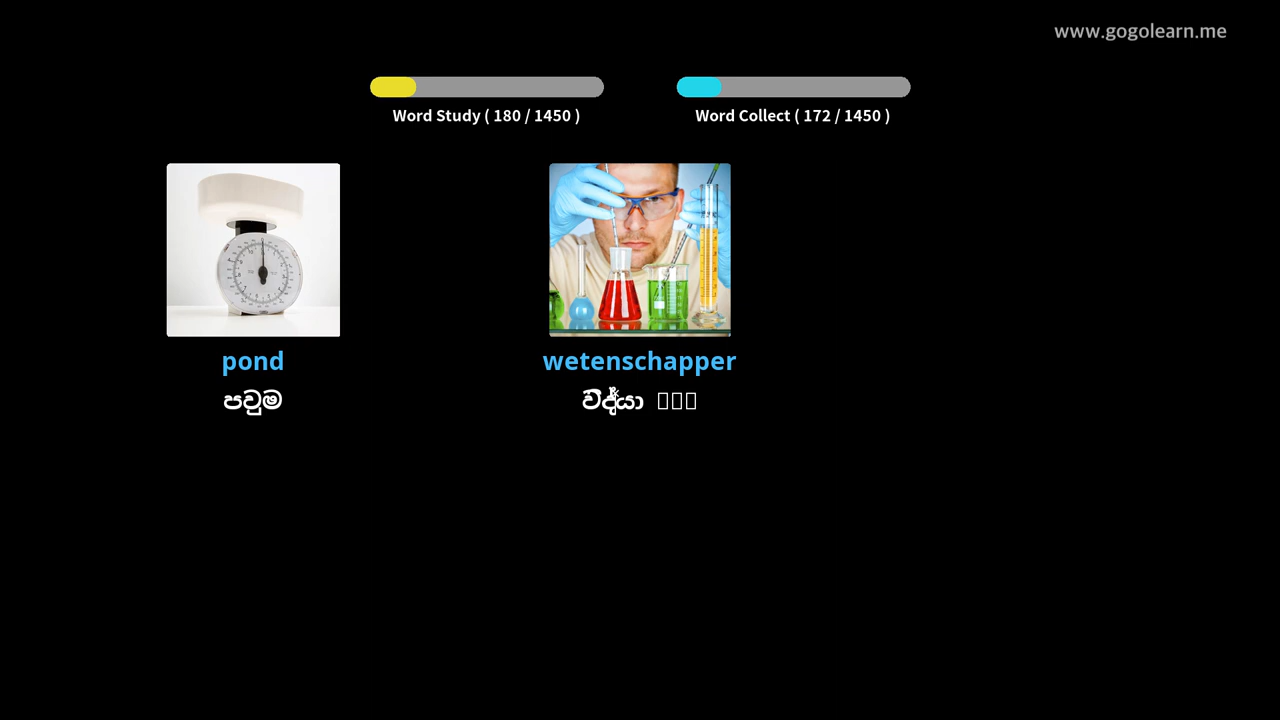 www.gogolearn.me
Word Study ( 180 / 1450 )
Word Collect ( 172 / 1450 )
pond
wetenschapper
පවුම